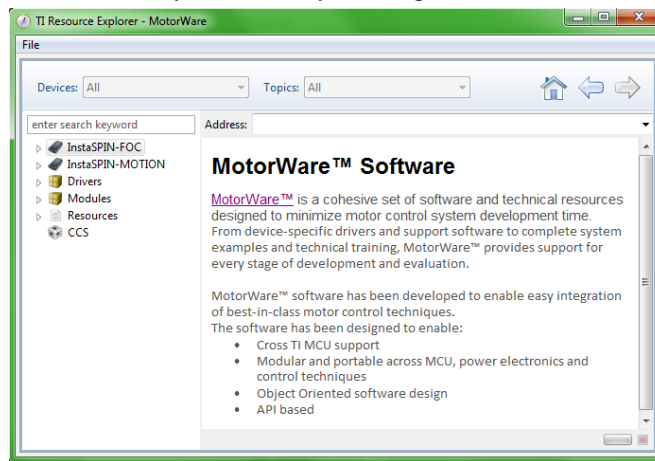 TI Resource Explorer - MotorWare
File
Devices: All Topics: All
enter search keyword Address:
InstaSPIN-FOC
InstaSPIN-MOTION
Drivers
Modules
Resources
CCS
MotorWare™ Software
MotorWare™ is a cohesive set of software and technical resources
designed to minimize motor control system development time.
From device-specific drivers and support software to complete system
examples and technical training, MotorWare™ provides support for
every stage of development and evaluation.
MotorWare™ software has been developed to enable easy integration
of best-in-class motor control techniques.
The software has been designed to enable:
• Cross TI MCU support
• Modular and portable across MCU, power electronics and
control techniques
• Object Oriented software design
• API based